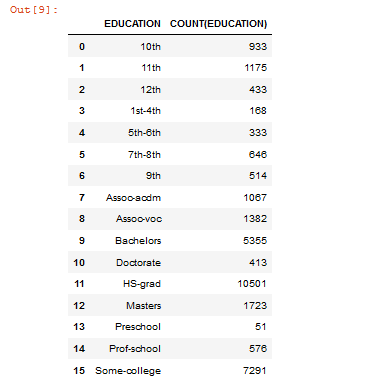 Out[9]:
EDUCATION COUNT(EDUCATION)
0 10th 933
1 11th 1175
2 12th 433
3 1st-4th 168
4 5th-6th 333
5 7th-8th 646
6 9th 514
7 Assoc-acdm 1067
8 Assoc-voc 1382
9 Bachelors 5355
10 Doctorate 413
11 HS-grad 10501
12 Masters 1723
13 Preschool 51
14 Prof-school 576
15 Some-college 7291